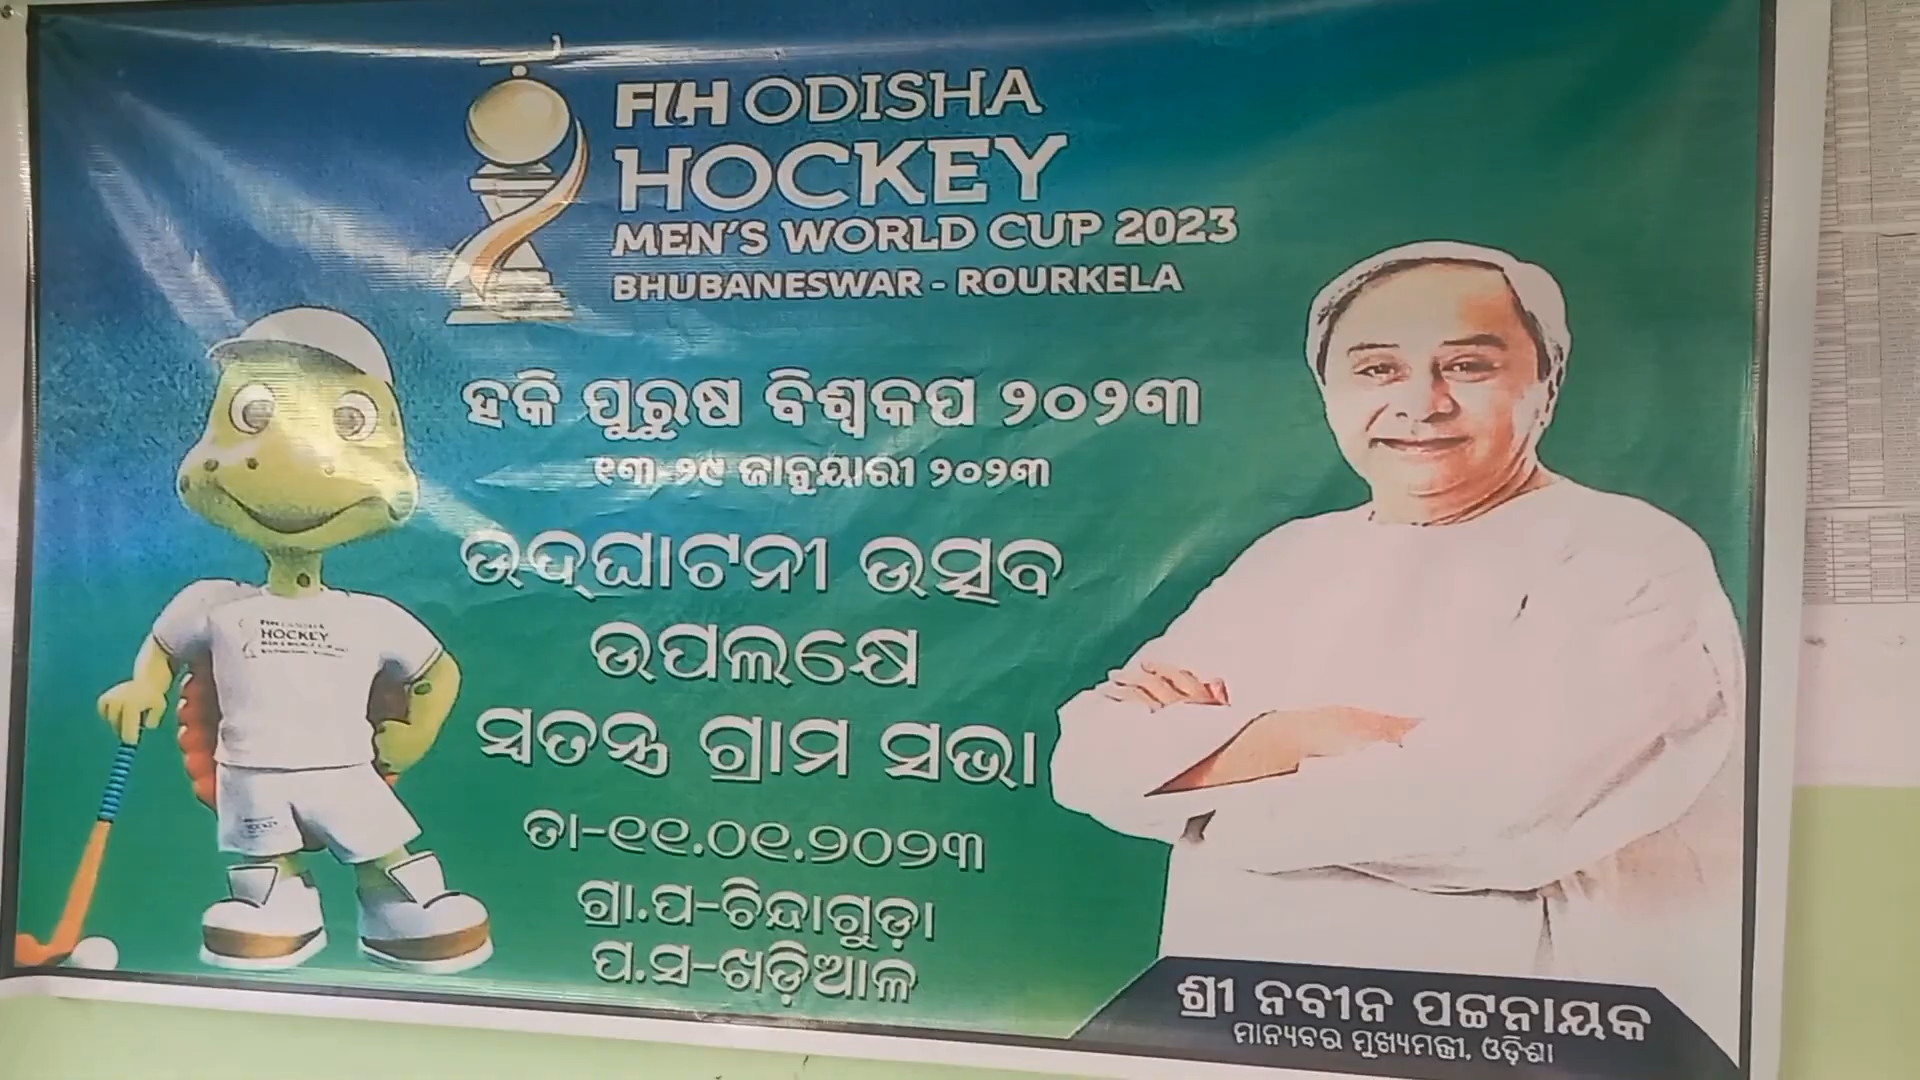 FIH ODISHA
HOCKEY
MEN'S WORLD CUP 2023
BHUBANESWAR - ROURKELA
ହକି ପୁରୁଷ ବିଶ୍ୱକପ ୨୦୨୩
୧୩-୨୯ ଜାନୁୟାରୀ ୨୦୨୩
ଉଦ୍‌ଘାଟନୀ ଉତ୍ସବ
ଉପଲକ୍ଷେ
ସ୍ୱତନ୍ତ୍ର ଗ୍ରାମ ସଭା
ତା-୧୧.୦୧.୨୦୨୩
ଗ୍ରା.ପ-ଚିନ୍ଦାଗୁଡ଼ା
ପ.ସ-ଖଡ଼ିଆଳ
ଶ୍ରୀ ନବୀନ ପଟ୍ଟନାୟକ
ମାନ୍ୟବର ମୁଖ୍ୟମନ୍ତ୍ରୀ, ଓଡ଼ିଶା
HOCKEY